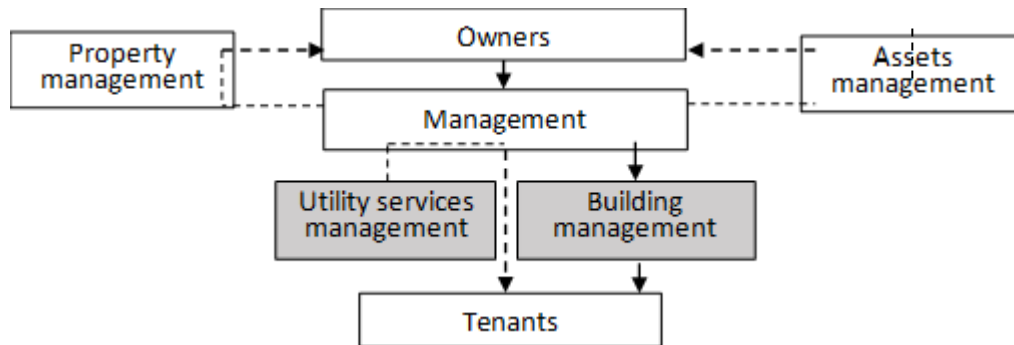 Owners
Property
management
Assets
management
Management
Utility services
management
Building
management
Tenants